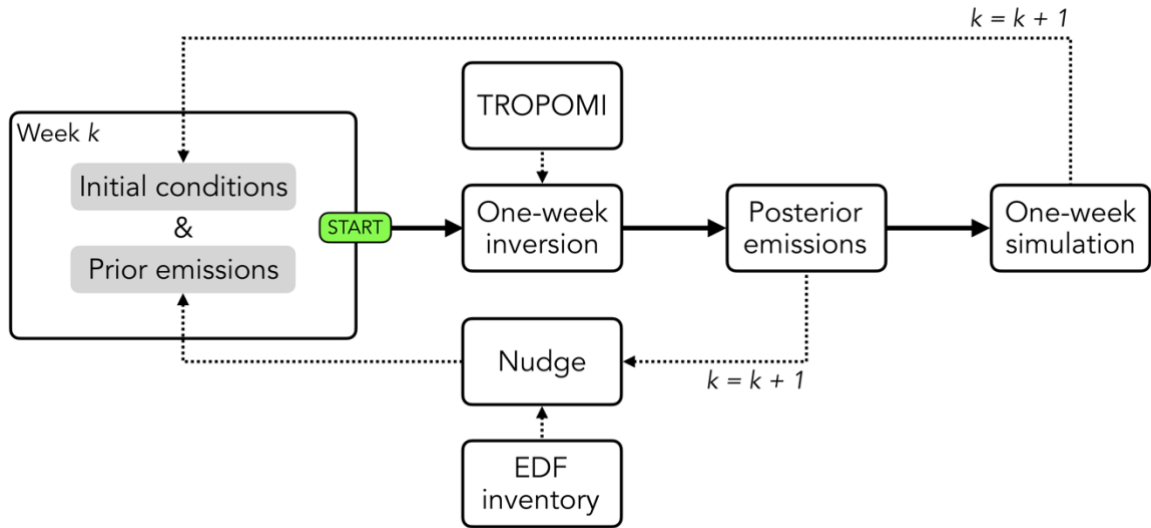 k = k + 1
TROPOMI
Week k
Initial conditions
&
Prior emissions
START
One-week
inversion
Posterior
emissions
One-week
simulation
Nudge
k = k + 1
EDF
inventory